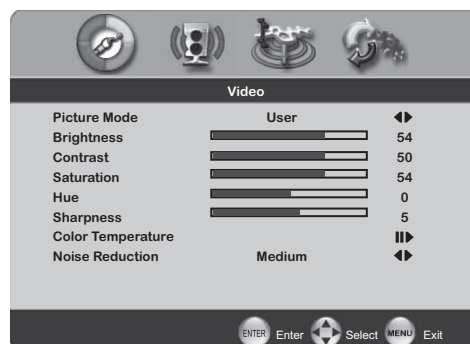 Video
Picture Mode User
Brightness 54
Contrast 50
Saturation 54
Hue 0
Sharpness 5
Color Temperature
Noise Reduction Medium
ENTER Enter Select MENU Exit